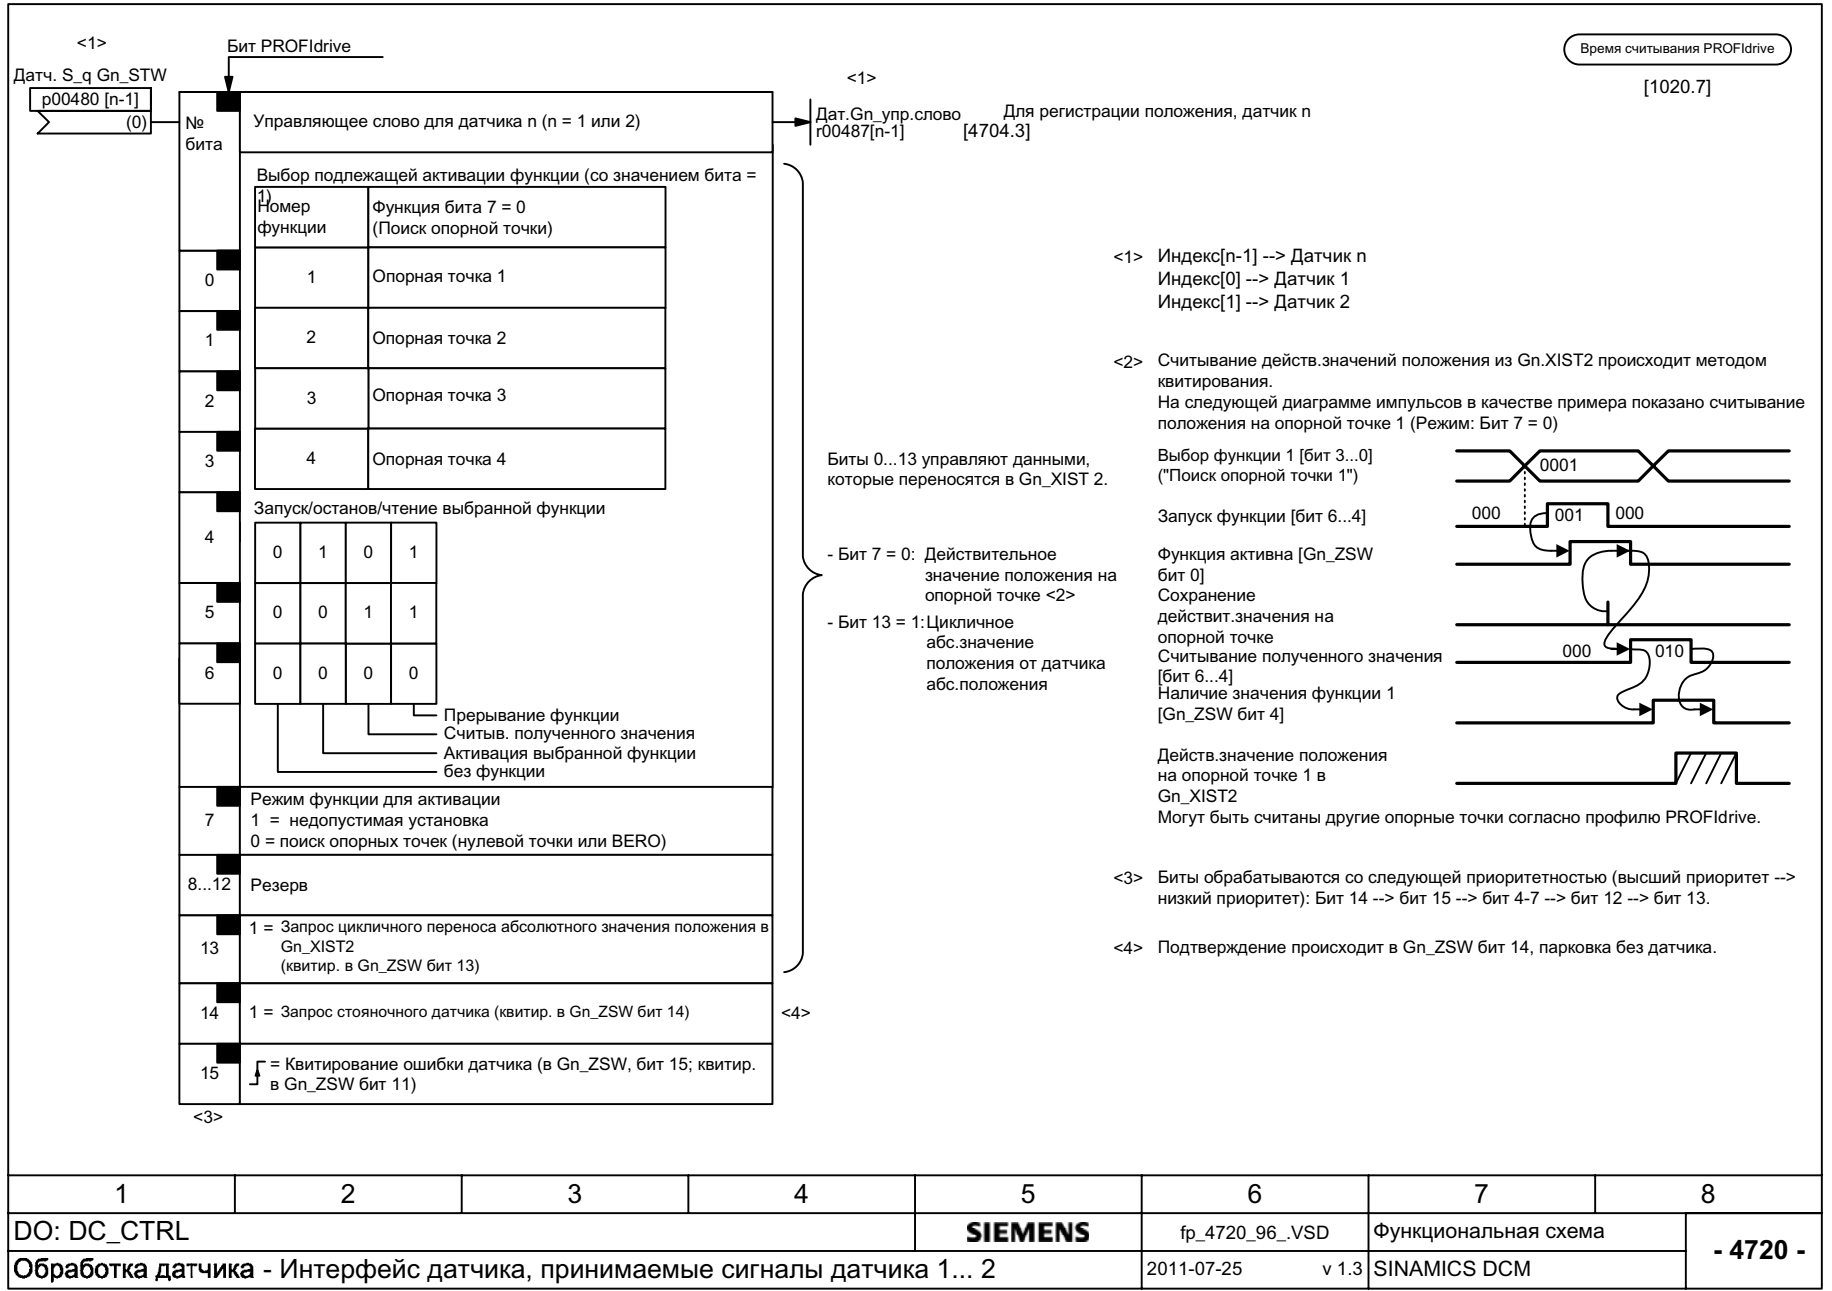 <1>
Бит PROFIdrive
Датч. S_q Gn_STW
p00480 [n-1]
(0)
№
бита
Управляющее слово для датчика n (n = 1 или 2)
<1>
Дат.Gn_упр.слово
r00487[n-1]
[4704.3]
Для регистрации положения, датчик n
Время считывания PROFIdrive
[1020.7]
Выбор подлежащей активации функции (со значением бита =
1)
Номер
функции
Функция бита 7 = 0
(Поиск опорной точки)
0
1
Опорная точка 1
1
2
Опорная точка 2
2
3
Опорная точка 3
3
4
Опорная точка 4
Запуск/останов/чтение выбранной функции
4
0 1 0 1
5
0 0 1 1
6
0 0 0 0
Прерывание функции
Считыв. полученного значения
Активация выбранной функции
без функции
7
Режим функции для активации
1 = недопустимая установка
0 = поиск опорных точек (нулевой точки или BERO)
8...12
Резерв
13
1 = Запрос цикличного переноса абсолютного значения положения в
Gn_XIST2
(квитир. в Gn_ZSW бит 13)
14
1 = Запрос стояночного датчика (квитир. в Gn_ZSW бит 14)
<4>
15
= Квитирование ошибки датчика (в Gn_ZSW, бит 15; квитир.
в Gn_ZSW бит 11)
<3>
Биты 0...13 управляют данными,
которые переносятся в Gn_XIST 2.
- Бит 7 = 0: Действительное
значение положения на
опорной точке <2>
- Бит 13 = 1: Цикличное
абс.значение
положения от датчика
абс.положения
<1> Индекс[n-1] --> Датчик n
Индекс[0] --> Датчик 1
Индекс[1] --> Датчик 2
<2> Считывание действ.значений положения из Gn.XIST2 происходит методом
квитирования.
На следующей диаграмме импульсов в качестве примера показано считывание
положения на опорной точке 1 (Режим: Бит 7 = 0)
Выбор функции 1 [бит 3...0]
("Поиск опорной точки 1")
0001
Запуск функции [бит 6...4]
000 001 000
Функция активна [Gn_ZSW
бит 0]
Сохранение
действит.значения на
опорной точке
Считывание полученного значения
[бит 6...4]
000 010
Наличие значения функции 1
[Gn_ZSW бит 4]
Действ.значение положения
на опорной точке 1 в
Gn_XIST2
Могут быть считаны другие опорные точки согласно профилю PROFIdrive.
<3> Биты обрабатываются со следующей приоритетностью (высший приоритет -->
низкий приоритет): Бит 14 --> бит 15 --> бит 4-7 --> бит 12 --> бит 13.
<4> Подтверждение происходит в Gn_ZSW бит 14, парковка без датчика.
1 2 3 4 5 6 7 8
DO: DC_CTRL
SIEMENS
fp_4720_96_.VSD
Функциональная схема
- 4720 -
Обработка датчика - Интерфейс датчика, принимаемые сигналы датчика 1... 2
2011-07-25 v 1.3
SINAMICS DCM